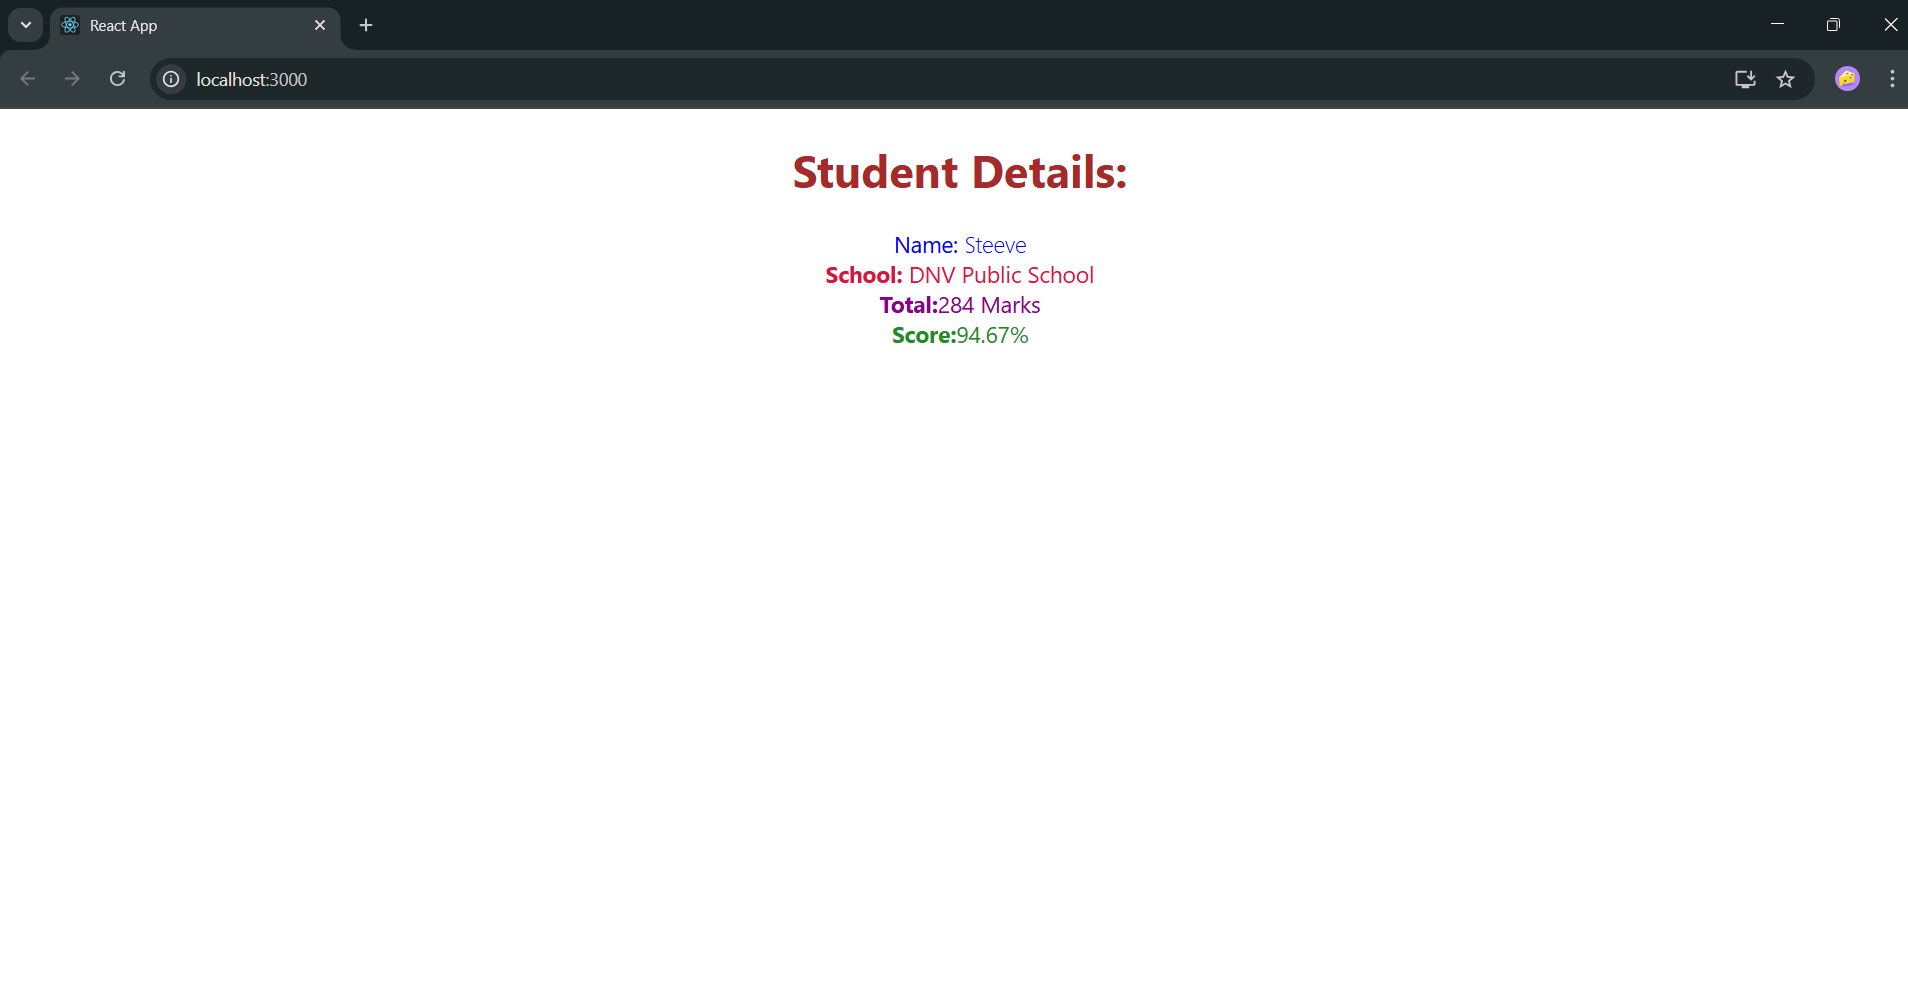 React App
localhost:3000
Student Details:
Name: Steeve
School: DNV Public School
Total:284 Marks
Score:94.67%